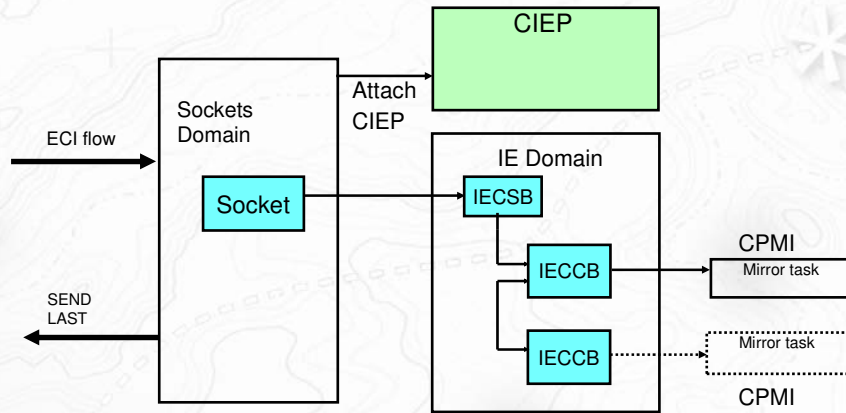 CIEP
Attach
CIEP
Sockets
Domain
ECI flow
IE Domain
Socket
IECSB
CPMI
Mirror task
IECCB
SEND
LAST
IECCB
Mirror task
CPMI